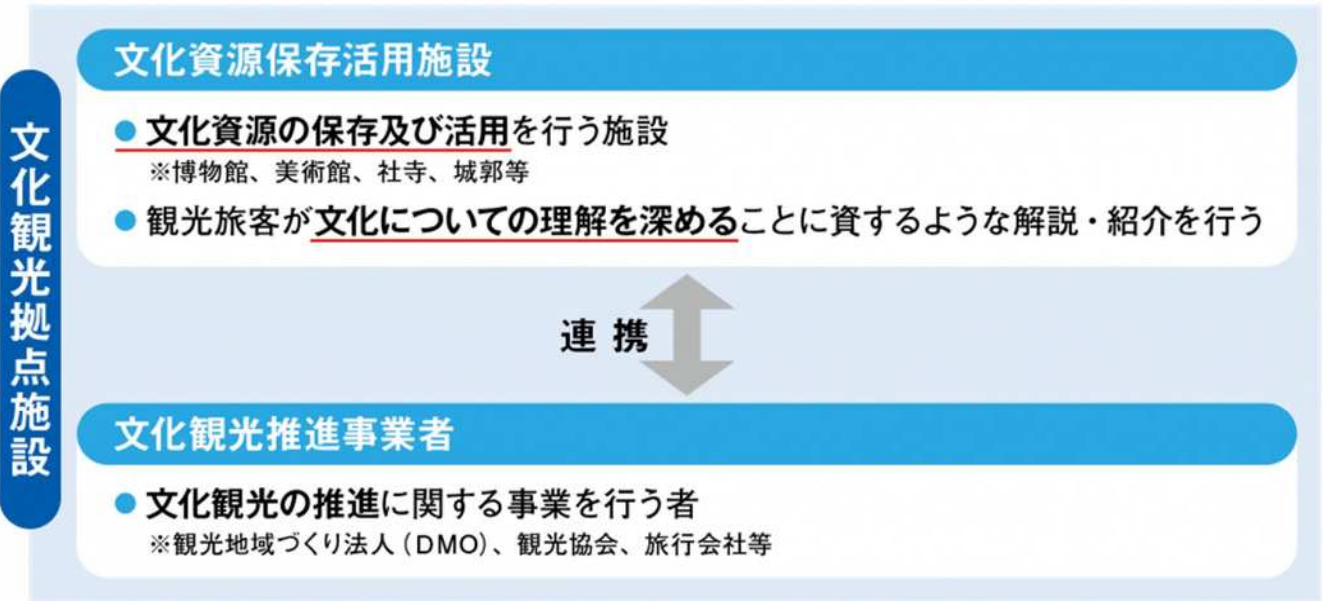 文化観光拠点施設
文化資源保存活用施設
● 文化資源の保存及び活用を行う施設
※博物館、美術館、社寺、城郭等
● 観光旅客が文化についての理解を深めることに資するような解説・紹介を行う
連携
文化観光推進事業者
● 文化観光の推進に関する事業を行う者
※観光地域づくり法人(DMO)、観光協会、旅行会社等